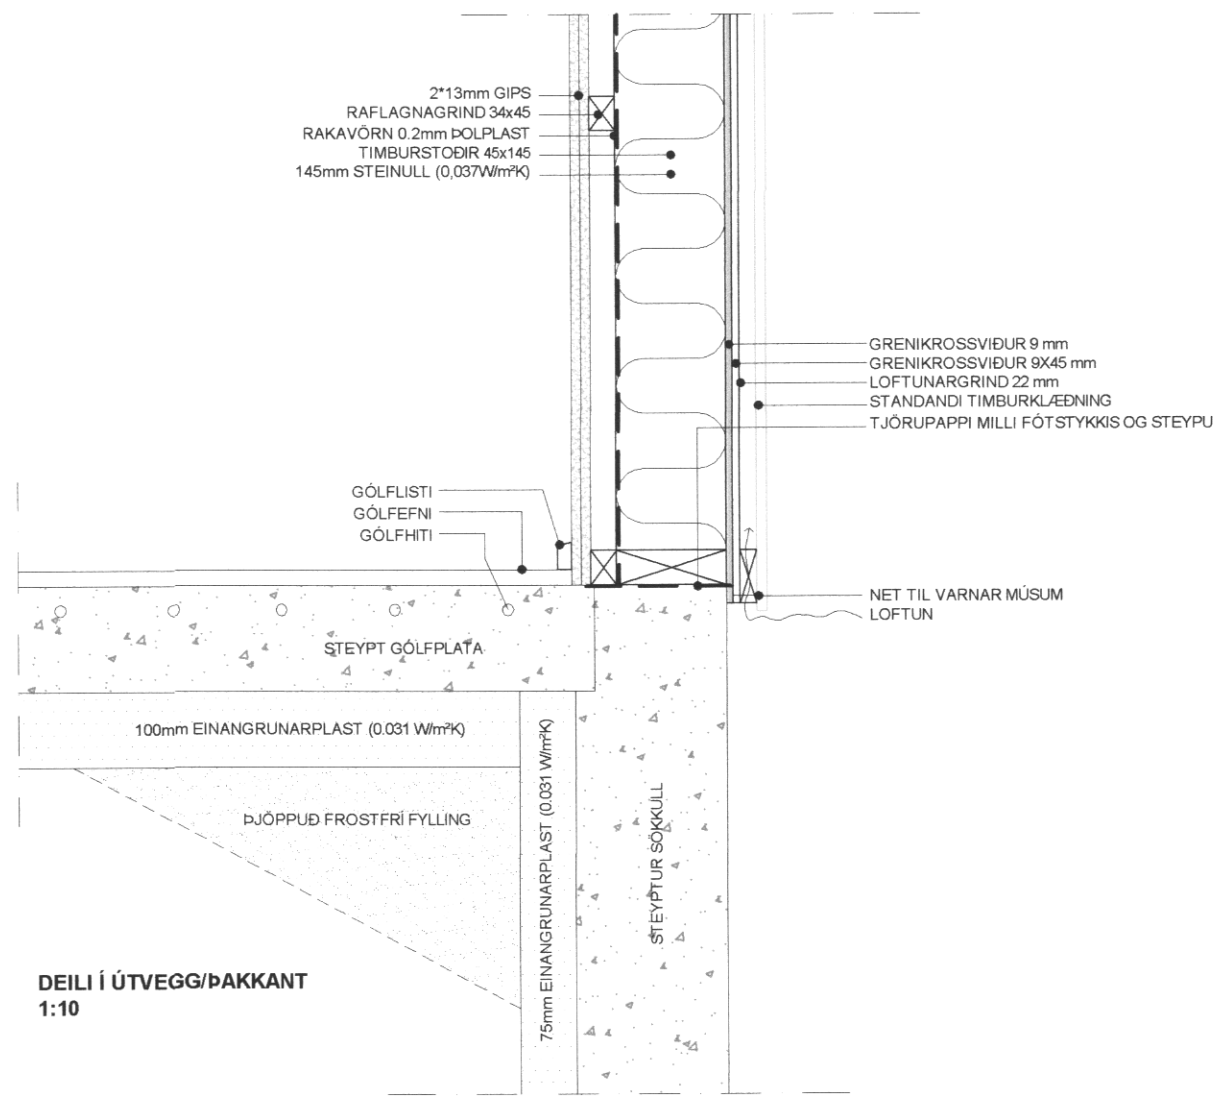 2*13mm GIPS
RAFLAGNAGRIND 34x45
RAKAVÖRN 0.2mm ÞOLPLAST
TIMBURSTOÐIR 45x145
145mm STEINULL (0,037W/m²K)
GRENIKROSSVIÐUR 9 mm
GRENIKROSSVIÐUR 9X45 mm
LOFTUNARGRIND 22 mm
STANDANDI TIMBURKLÆÐNING
TJÖRUPAPPI MILLI FÓTSTYKKIS OG STEYPU
GÓLFLISTI
GÓLFEFNI
GÓLFHITI
NET TIL VARNAR MÚSUM
LOFTUN
STEYPT GÓLFPLATA
100mm EINANGRUNARPLAST (0.031 W/m²K)
ÞJÖPPUÐ FROSTFRÍ FYLLING
75mm EINANGRUNARPLAST (0.031 W/m²K)
STEYPTUR SÖKKULL
DEILI Í ÚTVEGG/ÞAKKANT
1:10